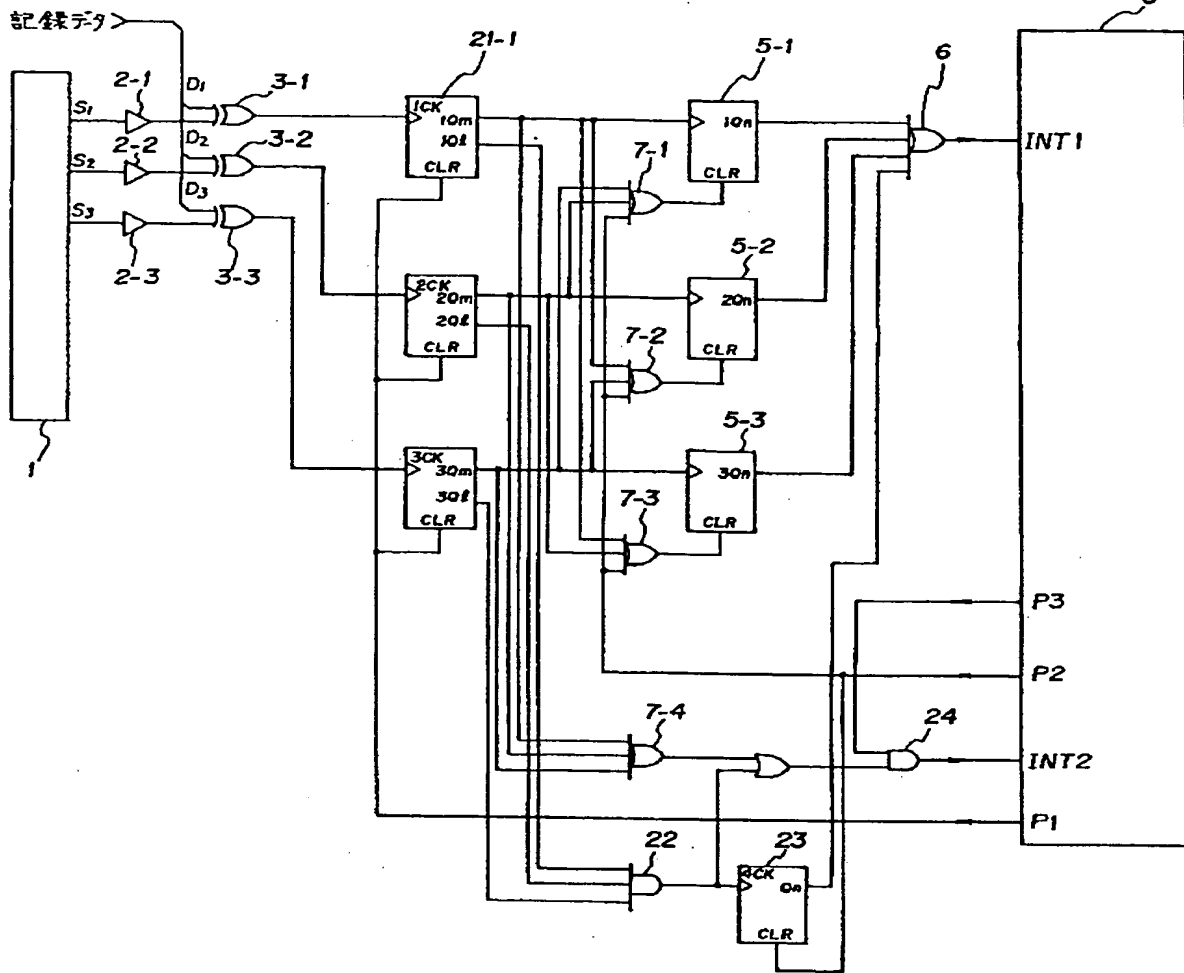 記録データ
21-1
5-1
6
2-1
D1
3-1
S1
1CK
1Qm
1Ql
CLR
1Qn
CLR
INT1
2-2
D2
3-2
S2
7-1
D3
S3
2-3
3-3
5-2
2CK
2Qm
2Ql
CLR
2Qn
CLR
7-2
1
5-3
3CK
3Qm
3Ql
CLR
3Qn
CLR
7-3
P3
P2
7-4
24
INT2
P1
22
23
4CK
Qn
CLR